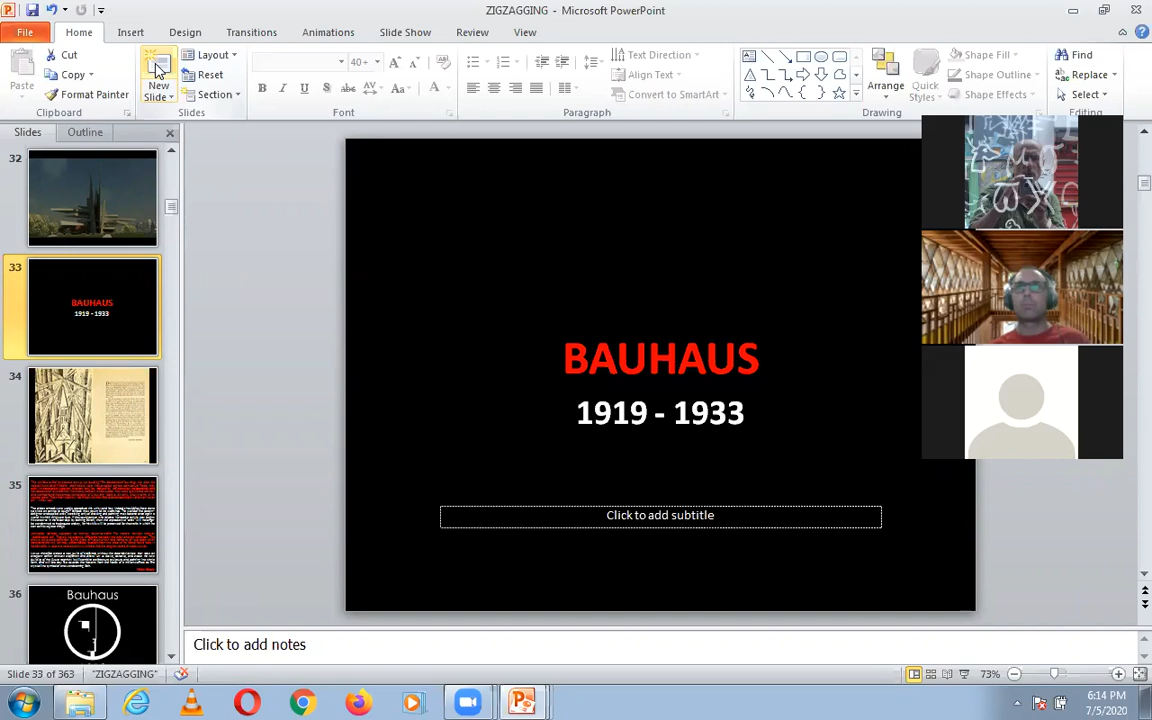 ZIGZAGGING - Microsoft PowerPoint
File Home Insert Design Transitions Animations Slide Show Review View
Paste
Cut
Copy
Format Painter
Clipboard
New
Slide
Layout
Reset
Section
Slides
40+
Font
Text Direction
Align Text
Convert to SmartArt
Paragraph
Arrange
Quick
Styles
Shape Fill
Shape Outline
Shape Effects
Drawing
Find
Replace
Select
Editing
Slides Outline
32
33
BAUHAUS
1919 - 1933
34
35
36
Bauhaus
BAUHAUS
1919 - 1933
Click to add subtitle
Click to add notes
Slide 33 of 363 "ZIGZAGGING" 73%
6:14 PM
7/5/2020